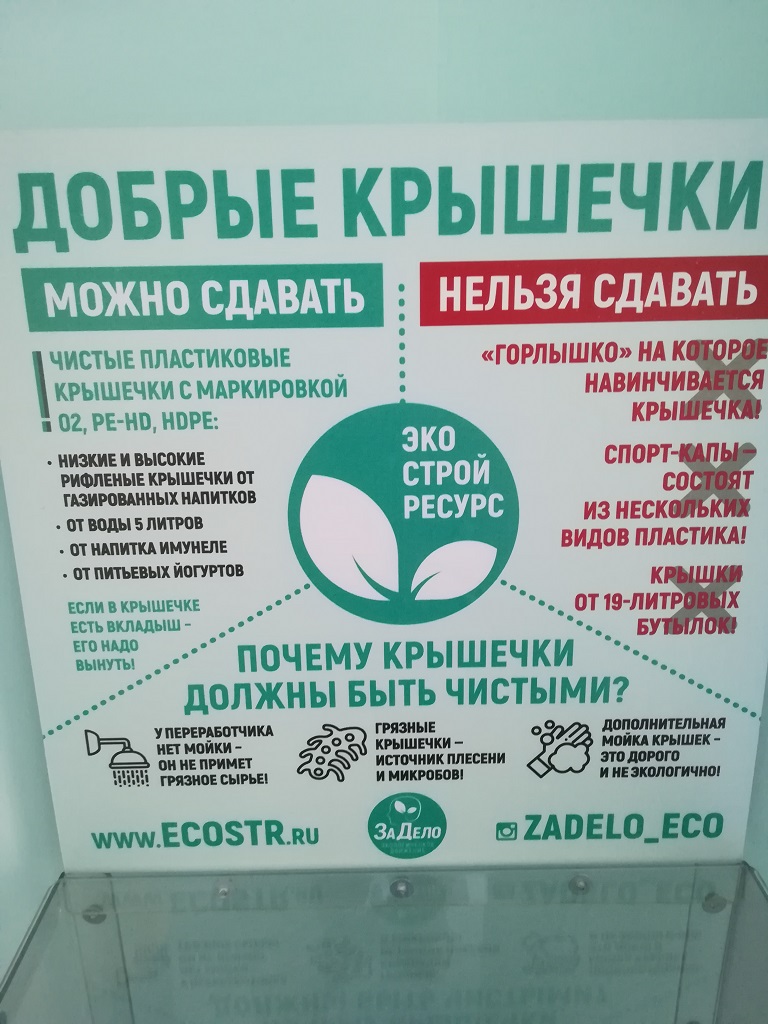 ДОБРЫЕ КРЫШЕЧКИ
МОЖНО СДАВАТЬ
! ЧИСТЫЕ ПЛАСТИКОВЫЕ
КРЫШЕЧКИ С МАРКИРОВКОЙ
02, PE-HD, HDPE:
· НИЗКИЕ И ВЫСОКИЕ
РИФЛЕНЫЕ КРЫШЕЧКИ ОТ
ГАЗИРОВАННЫХ НАПИТКОВ
· ОТ ВОДЫ 5 ЛИТРОВ
· ОТ НАПИТКА ИМУНЕЛЕ
· ОТ ПИТЬЕВЫХ ЙОГУРТОВ
ЕСЛИ В КРЫШЕЧКЕ
ЕСТЬ ВКЛАДЫШ –
ЕГО НАДО
ВЫНУТЬ!
ЭКО
СТРОЙ
РЕСУРС
НЕЛЬЗЯ СДАВАТЬ
«ГОРЛЫШКО» НА КОТОРОЕ
НАВИНЧИВАЕТСЯ
КРЫШЕЧКА!
СПОРТ-КАПЫ –
СОСТОЯТ
ИЗ НЕСКОЛЬКИХ
ВИДОВ ПЛАСТИКА!
КРЫШКИ
ОТ 19-ЛИТРОВЫХ
БУТЫЛОК!
ПОЧЕМУ КРЫШЕЧКИ
ДОЛЖНЫ БЫТЬ ЧИСТЫМИ?
У ПЕРЕРАБОТЧИКА
НЕТ МОЙКИ –
ОН НЕ ПРИМЕТ
ГРЯЗНОЕ СЫРЬЕ!
ГРЯЗНЫЕ
КРЫШЕЧКИ –
ИСТОЧНИК ПЛЕСЕНИ
И МИКРОБОВ!
ДОПОЛНИТЕЛЬНАЯ
МОЙКА КРЫШЕК –
ЭТО ДОРОГО
И НЕ ЭКОЛОГИЧНО!
WWW.ECOSTR.RU
ЗАДЕЛО
ZADELO_ECO